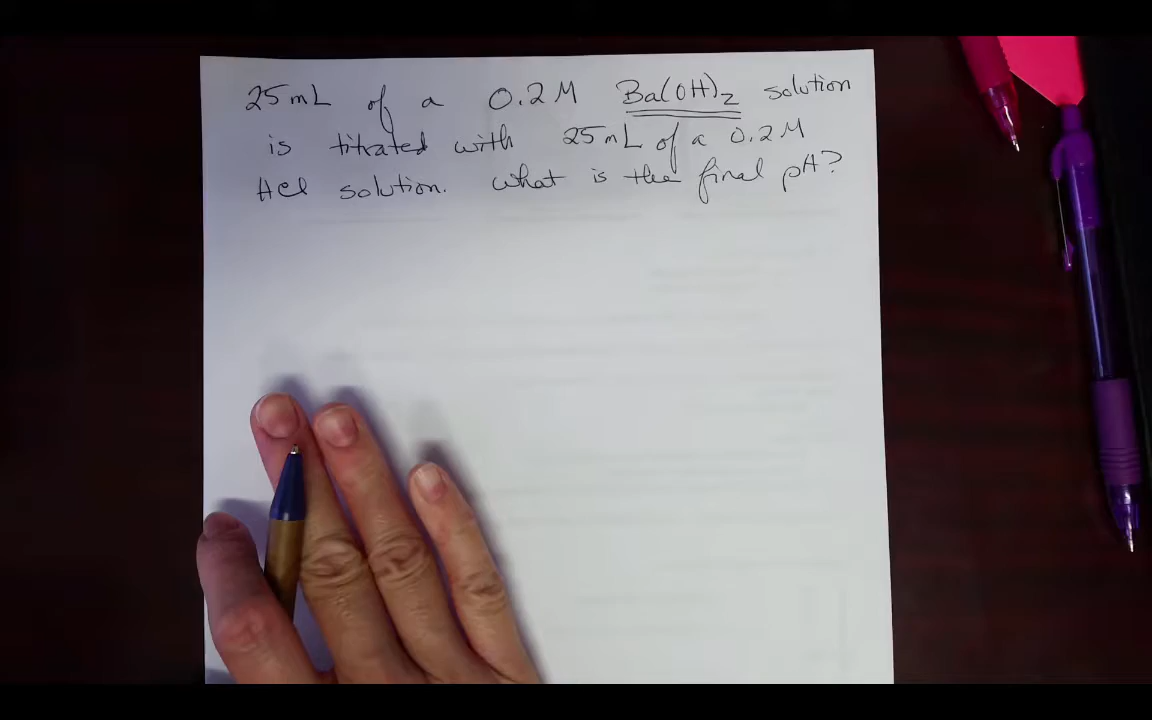 25mL of a 0.2M Ba(OH)2 solution
is titrated with 25mL of a 0.2M
HCl solution. What is the final pH?